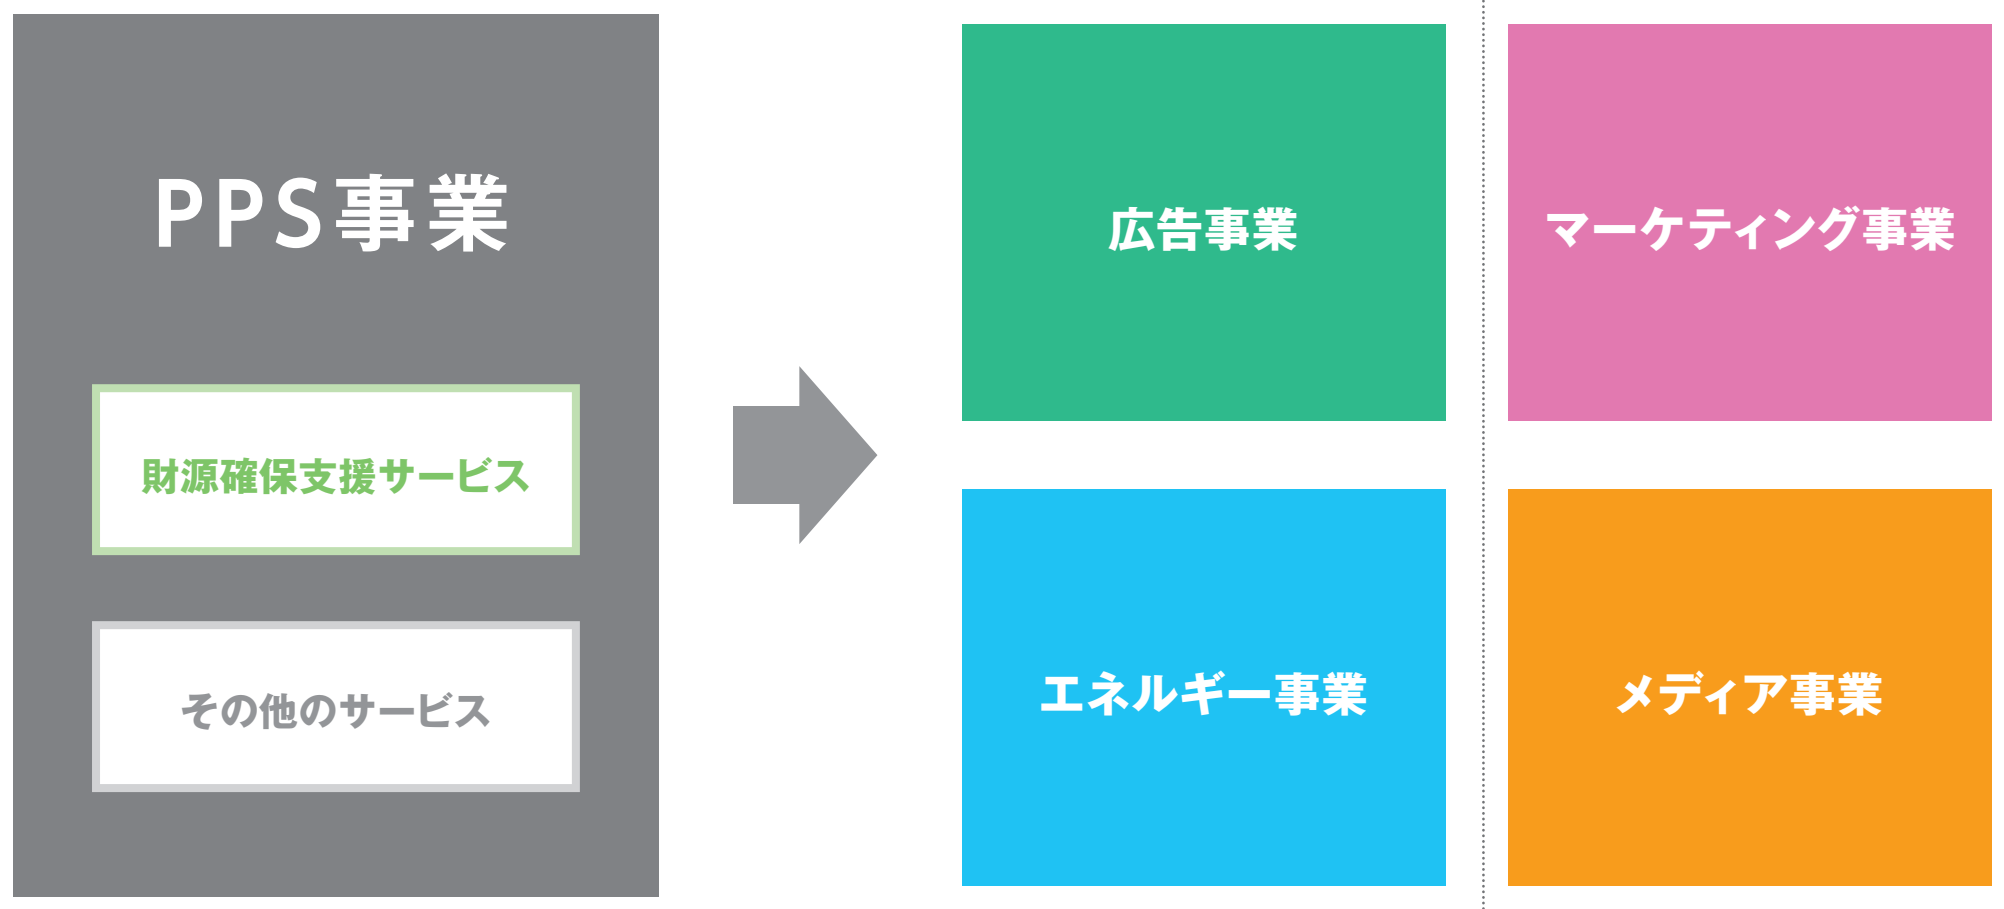 PPS事業
財源確保支援サービス
その他のサービス
広告事業
マーケティング事業
エネルギー事業
メディア事業